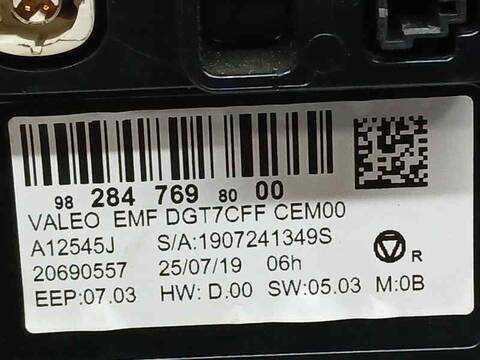 98 284 769 80 00
VALEO EMF DGT7CFF CEM00
A12545J S/A:1907241349S
20690557 25/07/19 06h
R
EEP:07.03 HW: D.00 SW:05.03 M:0B